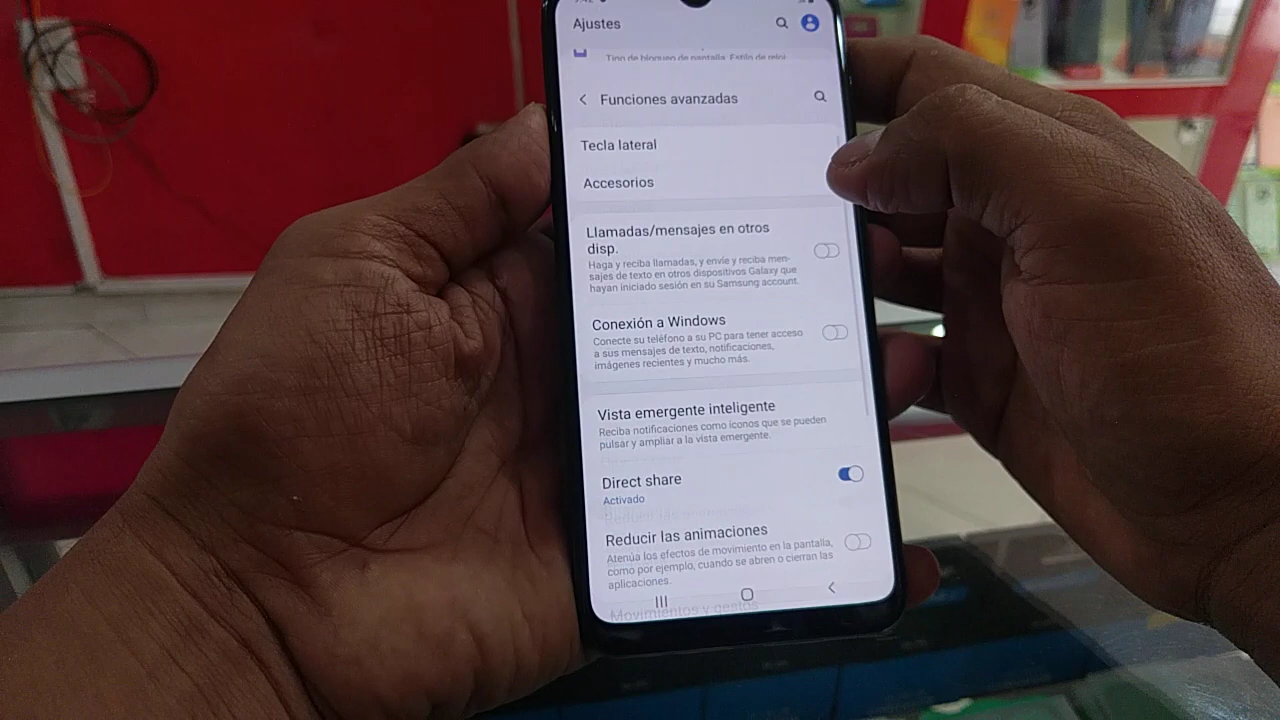 Ajustes
Tipo de bloqueo de pantalla: Estilo de reloj
Funciones avanzadas
Tecla lateral
Accesorios
Llamadas/mensajes en otros
disp.
Haga y reciba llamadas, y envíe y reciba men-
sajes de texto en otros dispositivos Galaxy que
hayan iniciado sesión en su Samsung account.
Conexión a Windows
Conecte su teléfono a su PC para tener acceso
a sus mensajes de texto, notificaciones,
imágenes recientes y mucho más.
Vista emergente inteligente
Reciba notificaciones como iconos que se pueden
pulsar y ampliar a la vista emergente.
Direct share
Activado
Reducir las animaciones
Atenúa los efectos de movimiento en la pantalla,
como por ejemplo, cuando se abren o cierran las
aplicaciones.
Movimientos y gestos